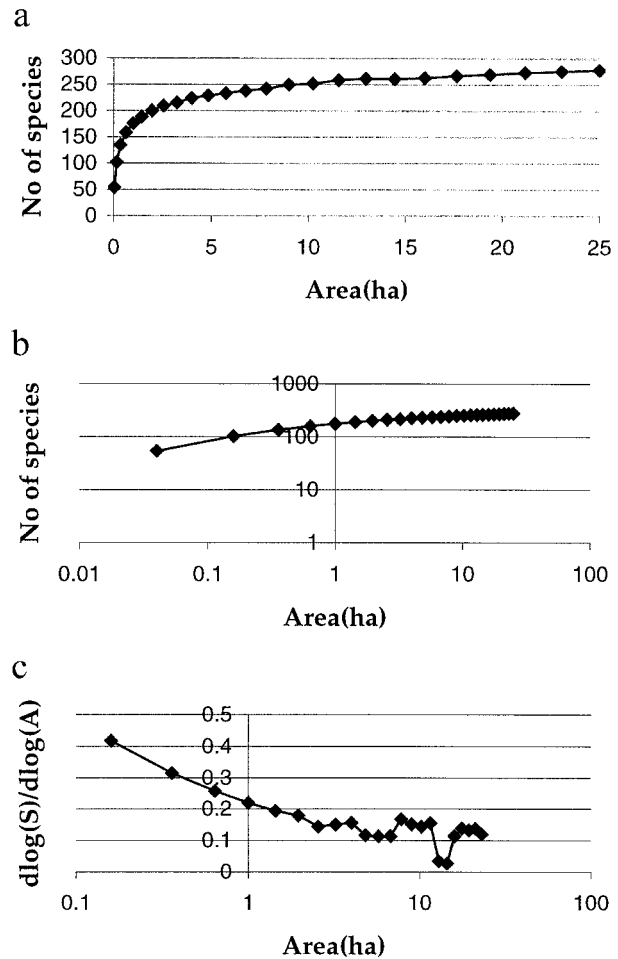 a
No of species
300
250
200
150
100
50
0
0 5 10 15 20 25
Area(ha)
b
No of species
1000
100
10
1
0.01 0.1 1 10 100
Area(ha)
c
dlog(S)/dlog(A)
0.5
0.4
0.3
0.2
0.1
0
0.1 1 10 100
Area(ha)